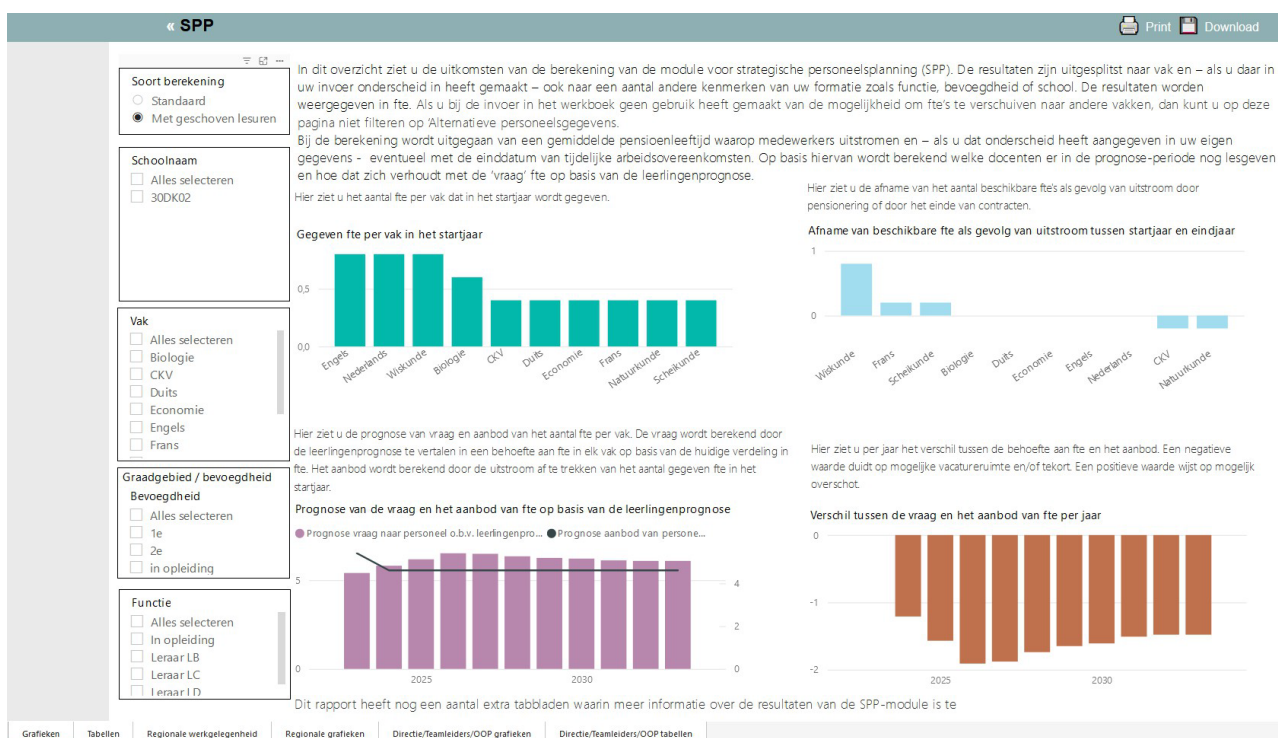 « SPP
Print
Download
Soort berekening
Standaard
Met geschoven lesuren
Schoolnaam
Alles selecteren
30DK02
Vak
Alles selecteren
Biologie
CKV
Duits
Economie
Engels
Frans
Graadgebied / bevoegdheid
Bevoegdheid
Alles selecteren
1e
2e
in opleiding
Functie
Alles selecteren
In opleiding
Leraar LB
Leraar LC
Leraar LD
In dit overzicht ziet u de uitkomsten van de berekening van de module voor strategische personeelsplanning (SPP). De resultaten zijn uitgesplitst naar vak en – als u daar in
uw invoer onderscheid in heeft gemaakt – ook naar een aantal andere kenmerken van uw formatie zoals functie, bevoegdheid of school. De resultaten worden
weergegeven in fte. Als u bij de invoer in het werkboek geen gebruik heeft gemaakt van de mogelijkheid om fte's te verschuiven naar andere vakken, dan kunt u op deze
pagina niet filteren op 'Alternatieve personeelsgegevens.
Bij de berekening wordt uitgegaan van een gemiddelde pensioenleeftijd waarop medewerkers uitstromen en – als u dat onderscheid heeft aangegeven in uw eigen
gegevens - eventueel met de einddatum van tijdelijke arbeidsovereenkomsten. Op basis hiervan wordt berekend welke docenten er in de prognose-periode nog lesgeven
en hoe dat zich verhoudt met de 'vraag' fte op basis van de leerlingenprognose.
Hier ziet u het aantal fte per vak dat in het startjaar wordt gegeven.
Gegeven fte per vak in het startjaar
0,5
0,0
Engels
Nederlands
Wiskunde
Biologie
CKV
Duits
Economie
Frans
Natuurkunde
Scheikunde
Hier ziet u de afname van het aantal beschikbare fte's als gevolg van uitstroom door
pensionering of door het einde van contracten.
Afname van beschikbare fte als gevolg van uitstroom tussen startjaar en eindjaar
1
0
Wiskunde
Frans
Scheikunde
Biologie
Duits
Economie
Engels
Nederlands
CKV
Natuurkunde
Hier ziet u de prognose van vraag en aanbod van het aantal fte per vak. De vraag wordt berekend door
de leerlingenprognose te vertalen in een behoefte aan fte in elk vak op basis van de huidige verdeling in
fte. Het aanbod wordt berekend door de uitstroom af te trekken van het aantal gegeven fte in het
startjaar.
Prognose van de vraag en het aanbod van fte op basis van de leerlingenprognose
Prognose vraag naar personeel o.b.v. leerlingenpro...
Prognose aanbod van persone...
5
0
4
2
0
2025
2030
Hier ziet u per jaar het verschil tussen de behoefte aan fte en het aanbod. Een negatieve
waarde duidt op mogelijke vacatureruimte en/of tekort. Een positieve waarde wijst op mogelijk
overschot.
Verschil tussen de vraag en het aanbod van fte per jaar
0
-1
-2
2025
2030
Dit rapport heeft nog een aantal extra tabbladen waarin meer informatie over de resultaten van de SPP-module is te
Grafieken
Tabellen
Regionale werkgelegenheid
Regionale grafieken
Directie/Teamleiders/OOP grafieken
Directie/Teamleiders/OOP tabellen